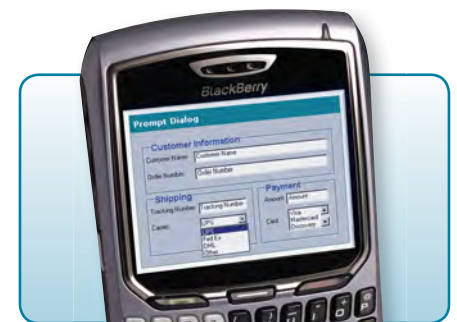 BlackBerry
Prompt Dialog
Customer Information
Customer Name: Customer Name
Order Number: Order Number
Shipping
Tracking Number: Tracking Number
Carrier: UPS
UPS
Fed Ex
DHL
Other
Payment
Amount: Amount
Card: Visa
Mastercard
Discovery